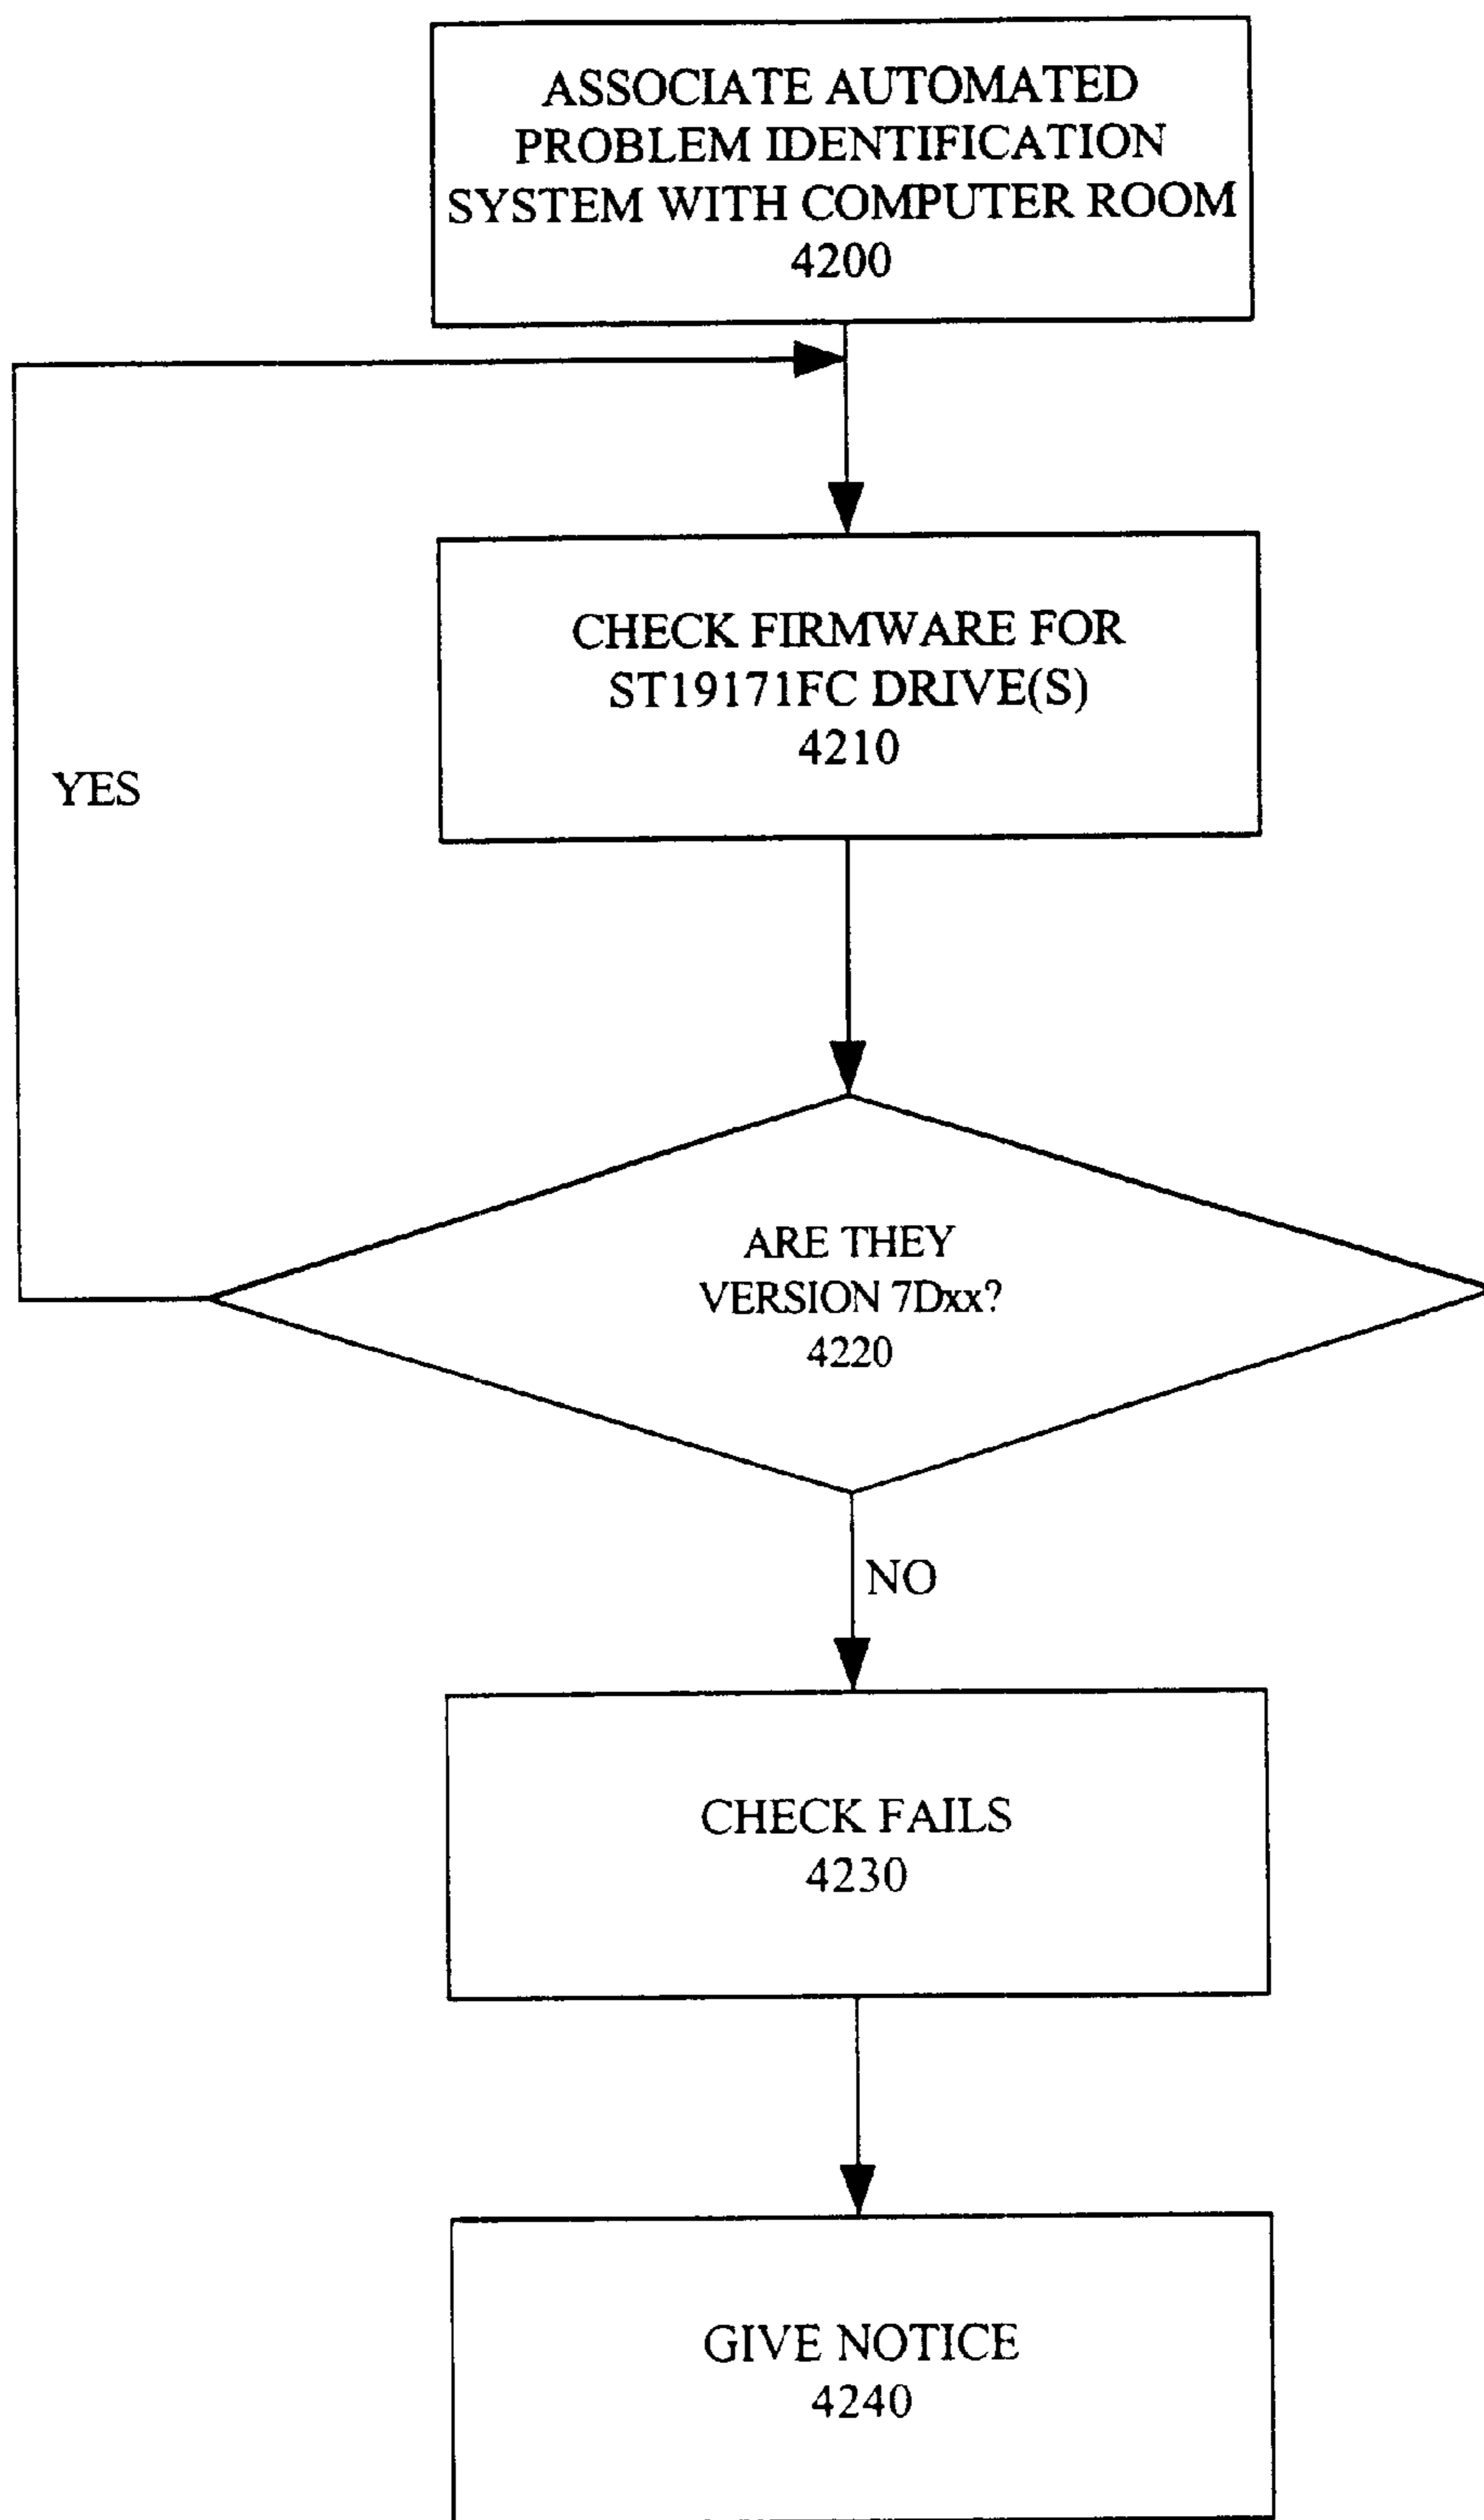 ASSOCIATE AUTOMATED
PROBLEM IDENTIFICATION
SYSTEM WITH COMPUTER ROOM
4200
CHECK FIRMWARE FOR
ST19171FC DRIVE(S)
4210
YES
ARE THEY
VERSION 7Dxx?
4220
NO
CHECK FAILS
4230
GIVE NOTICE
4240